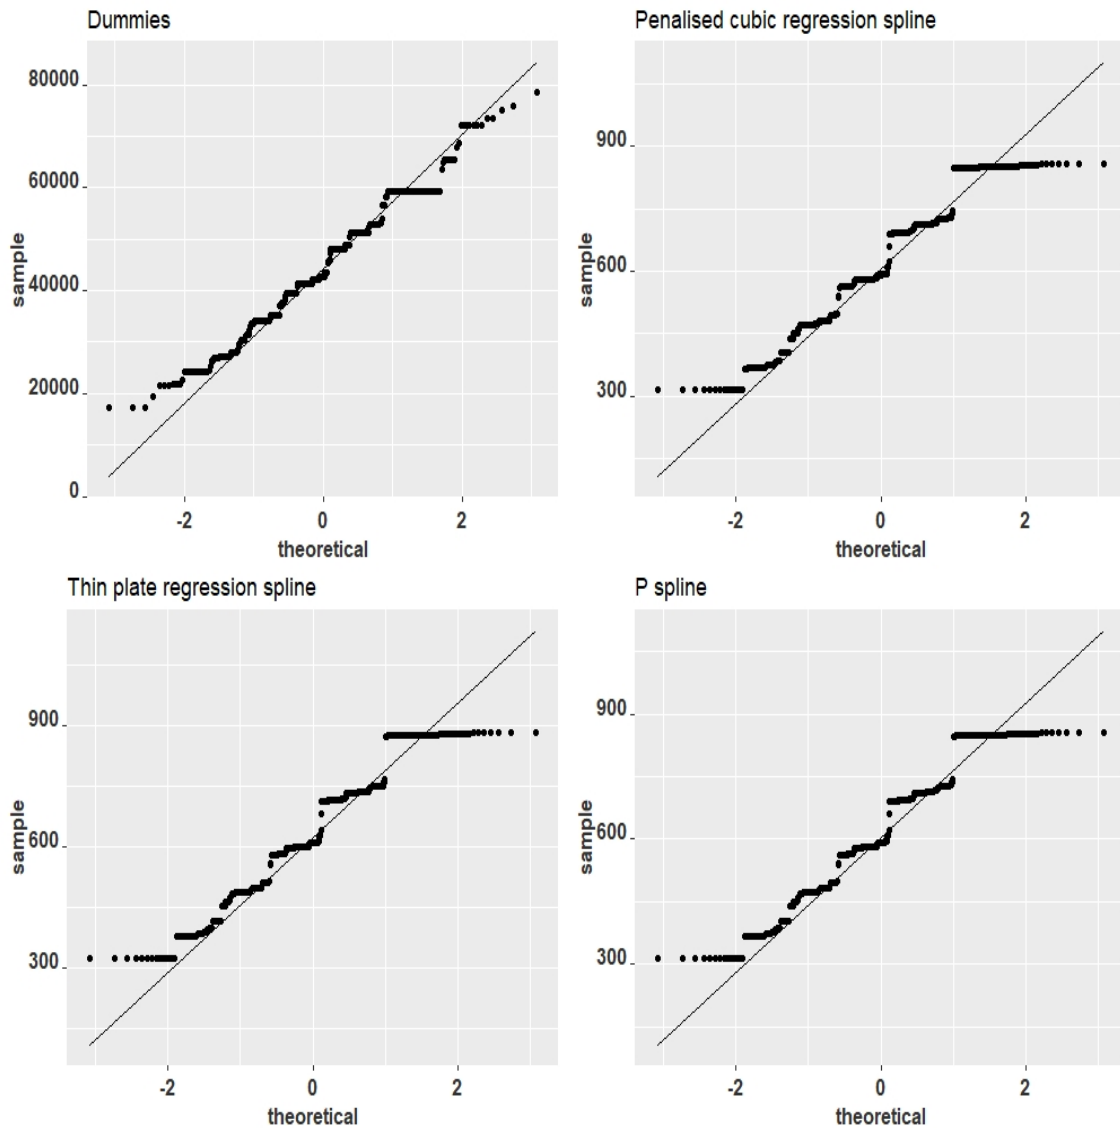 Dummies
80000
60000
40000
20000
0
sample
-2 0 2
theoretical
Penalised cubic regression spline
900
600
300
sample
-2 0 2
theoretical
Thin plate regression spline
900
600
300
sample
-2 0 2
theoretical
P spline
900
600
300
sample
-2 0 2
theoretical